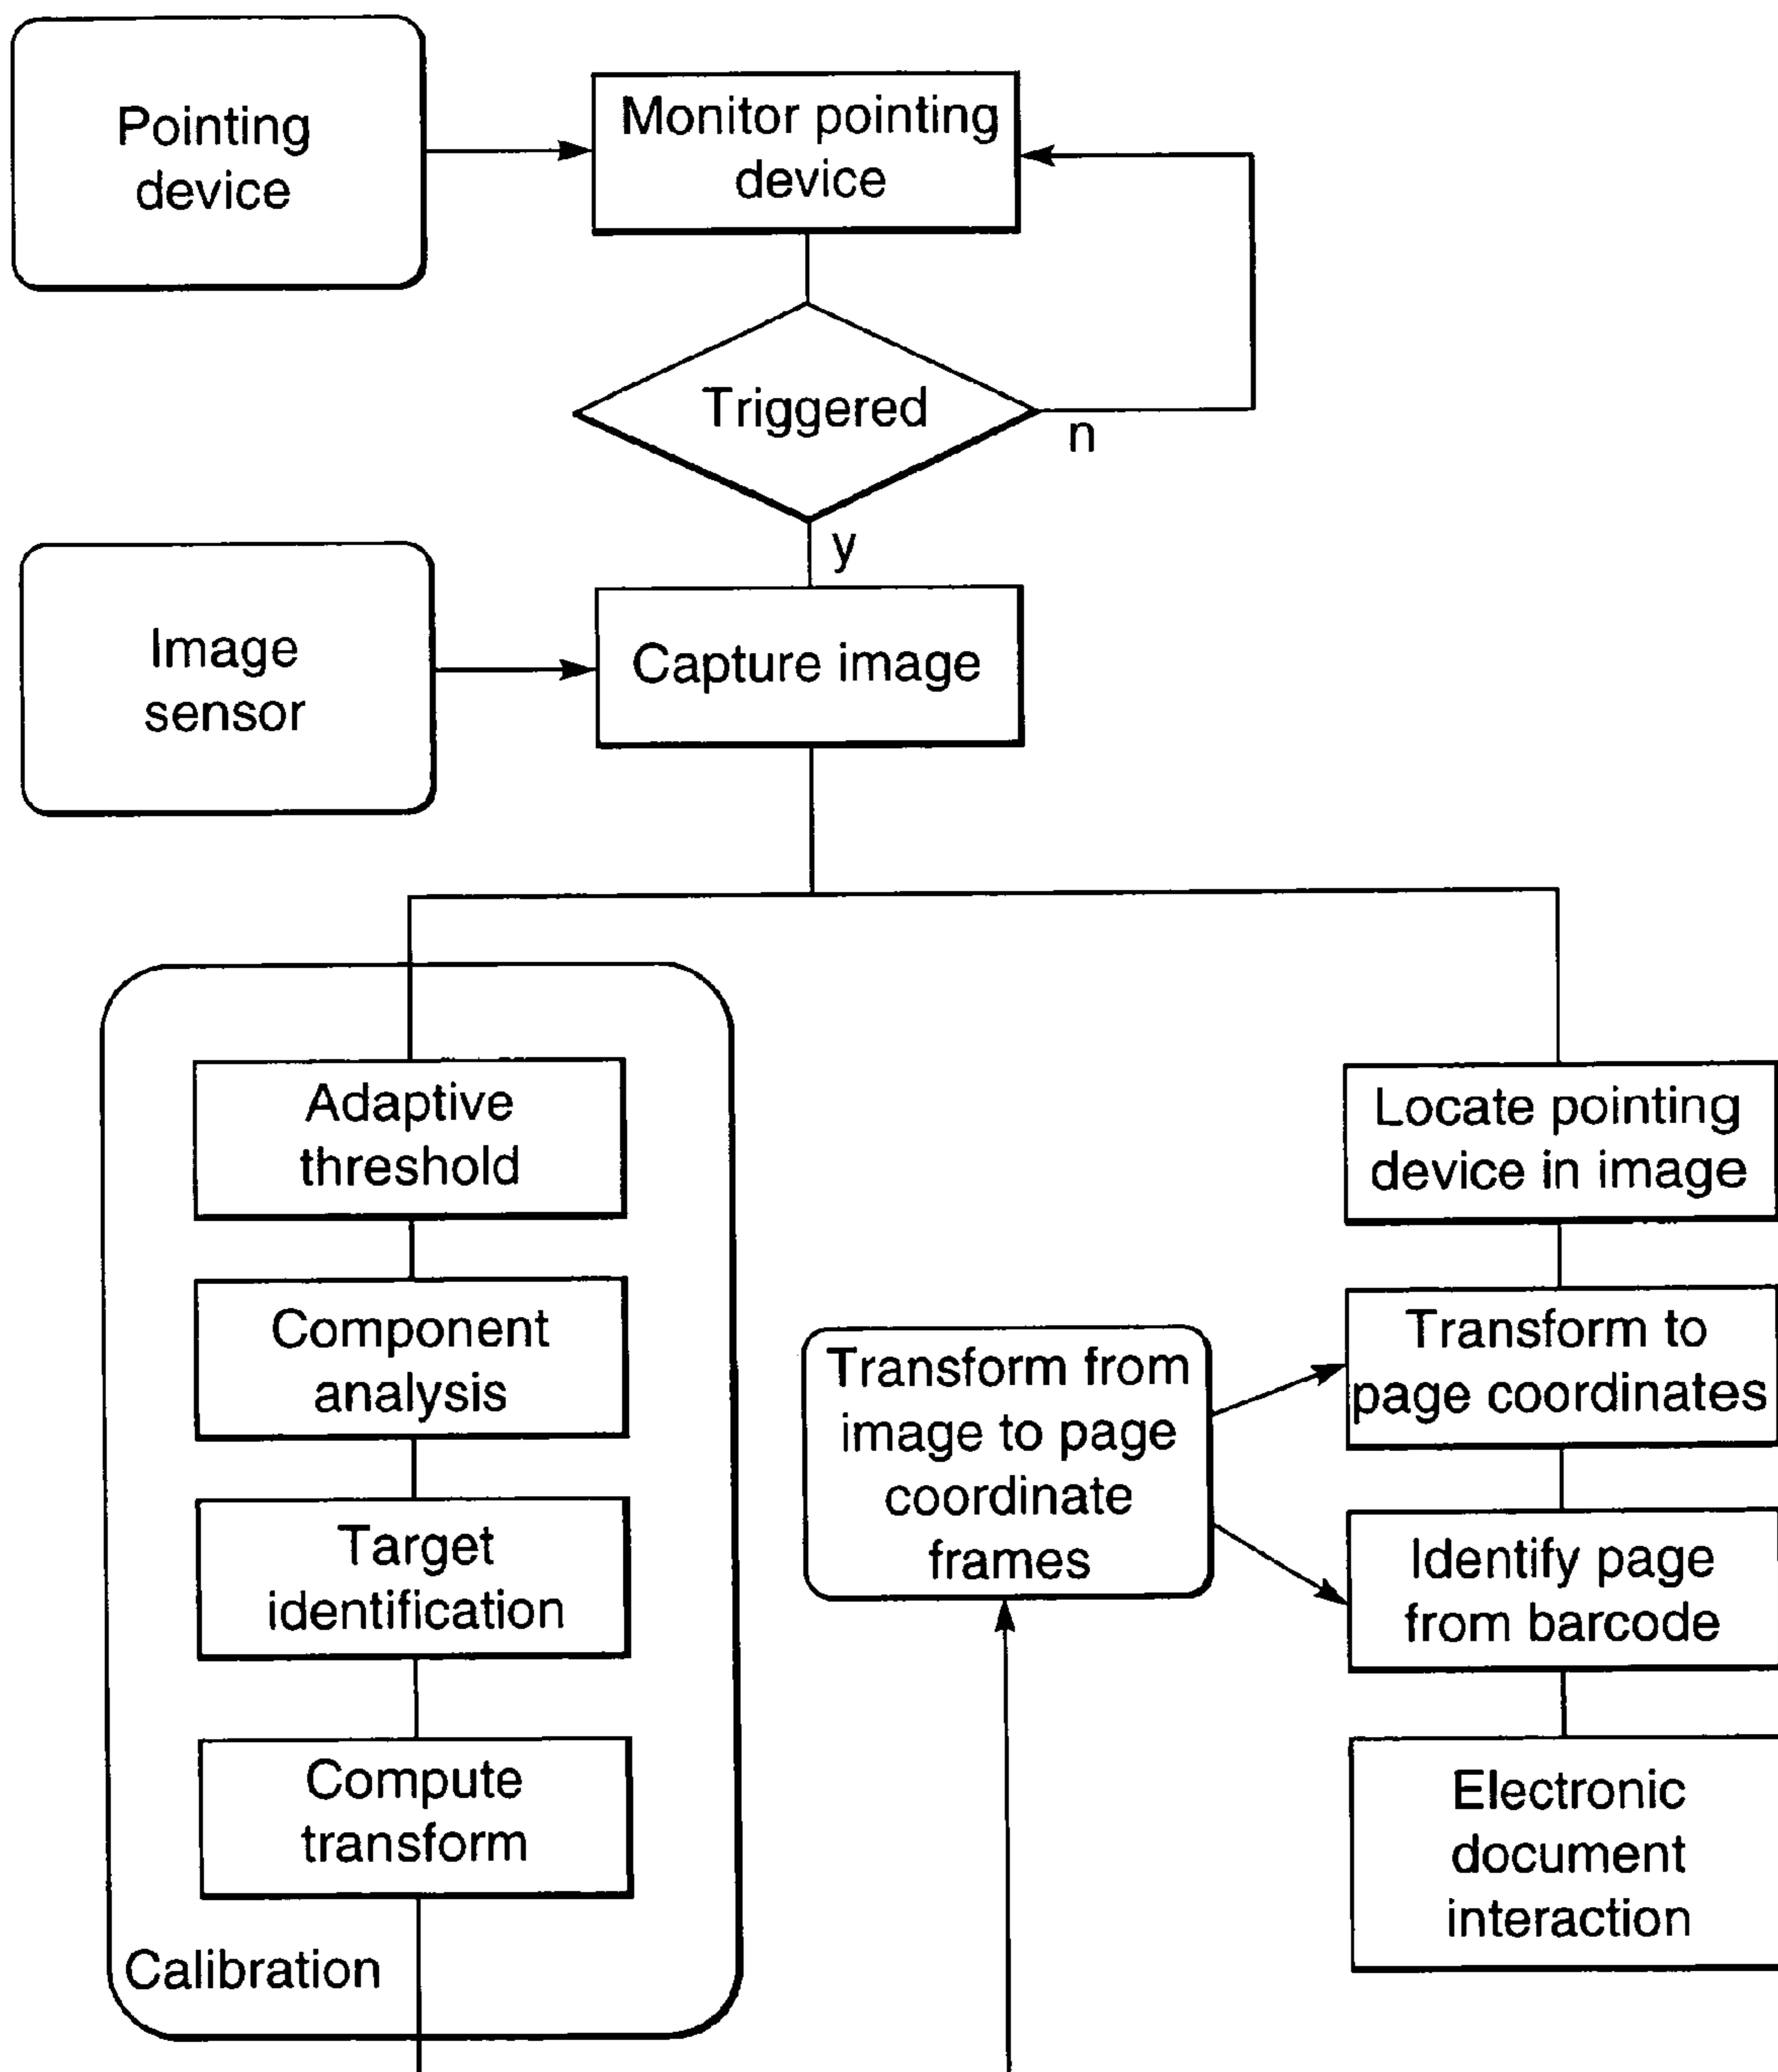 Pointing
device
Monitor pointing
device
Triggered
n
y
Image
sensor
Capture image
Adaptive
threshold
Component
analysis
Target
identification
Compute
transform
Calibration
Transform from
image to page
coordinate
frames
Locate pointing
device in image
Transform to
page coordinates
Identify page
from barcode
Electronic
document
interaction